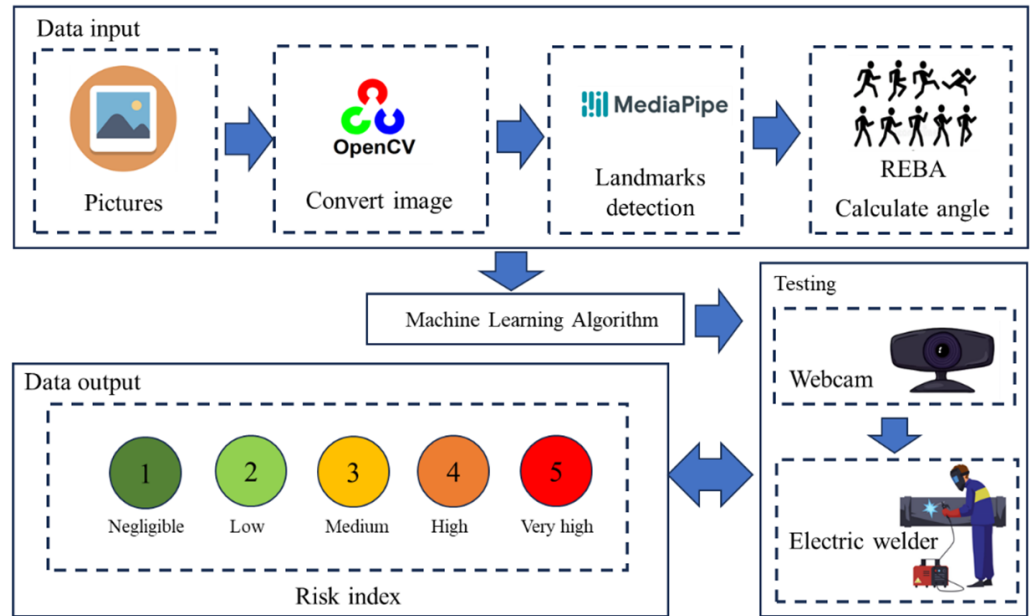 Data input
Pictures
OpenCV
Convert image
MediaPipe
Landmarks
detection
REBA
Calculate angle
Machine Learning Algorithm
Testing
Webcam
Electric welder
Data output
1
2
3
4
5
Negligible
Low
Medium
High
Very high
Risk index